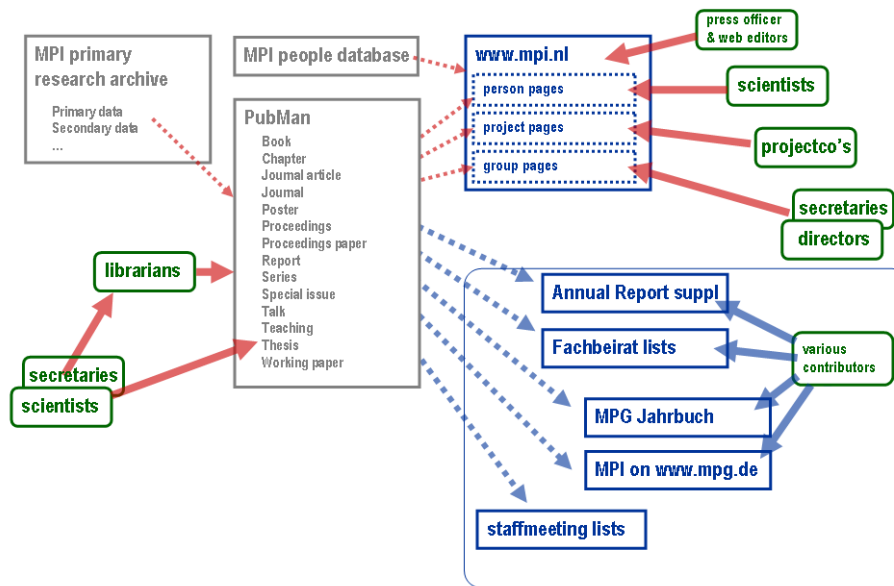 MPI primary
research archive
Primary data
Secondary data
...
MPI people database
PubMan
Book
Chapter
Journal article
Journal
Poster
Proceedings
Proceedings paper
Report
Series
Special issue
Talk
Teaching
Thesis
Working paper
www.mpi.nl
person pages
project pages
group pages
press officer
& web editors
scientists
projectco's
secretaries
directors
librarians
secretaries
scientists
Annual Report suppl
Fachbeirat lists
MPG Jahrbuch
MPI on www.mpg.de
staffmeeting lists
various
contributors